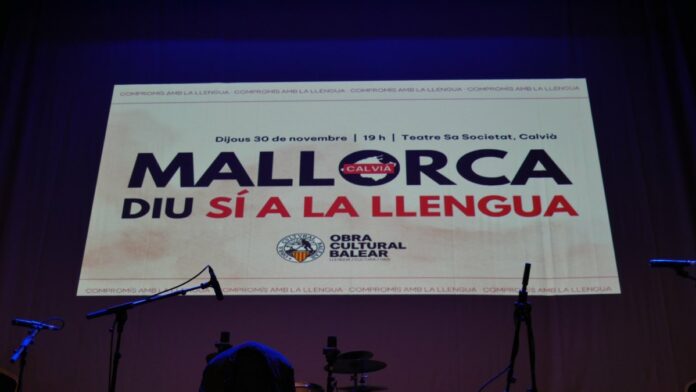 COMPROMÍS AMB LA LLENGUA · COMPROMÍS AMB LA LLENGUA · COMPROMÍS AMB LA LLENGUA · COMPROMÍS AMB LA LLENGUA
Dijous 30 de novembre | 19 h | Teatre Sa Societat, Calvià
MALLORCA
CALVIÀ
DIU SÍ A LA LLENGUA
OBRA
CULTURAL
BALEAR
COMPROMÍS AMB LA LLENGUA · COMPROMÍS AMB LA LLENGUA · COMPROMÍS AMB LA LLENGUA · COMPROMÍS AMB LA LLENGUA